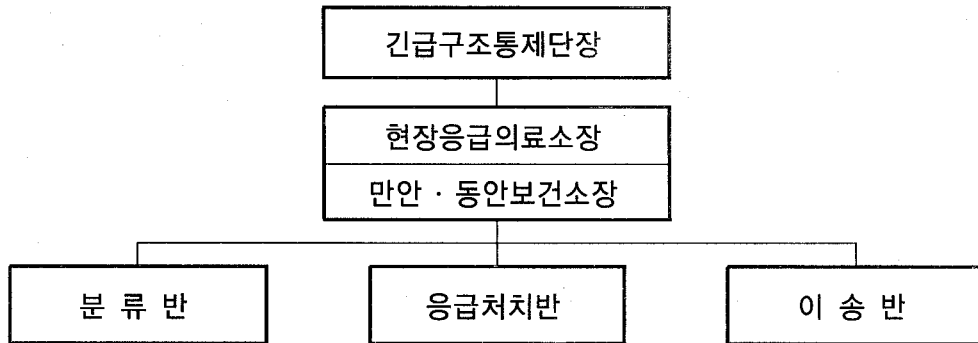 긴급구조통제단장
현장응급의료소장
만안 · 동안보건소장
분 류 반
응급처치반
이 송 반